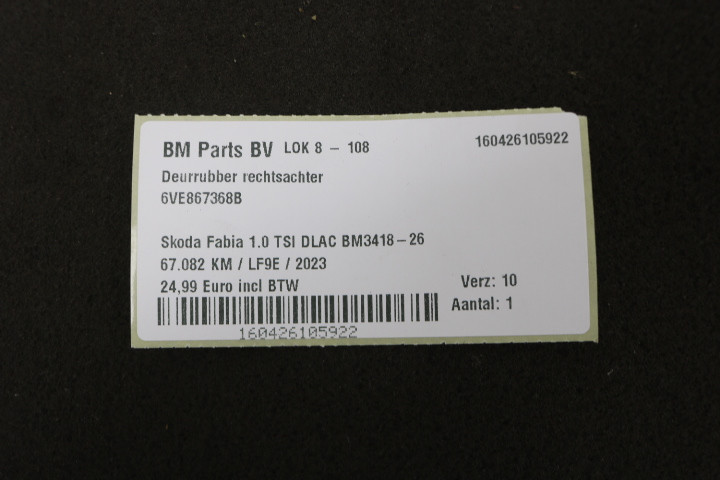 BM Parts BV LOK 8 - 108 160426105922
Deurrubber rechtsachter
6VE867368B
Skoda Fabia 1.0 TSI DLAC BM3418-26
67.082 KM / LF9E / 2023
24,99 Euro incl BTW Verz: 10
Aantal: 1
160426105922